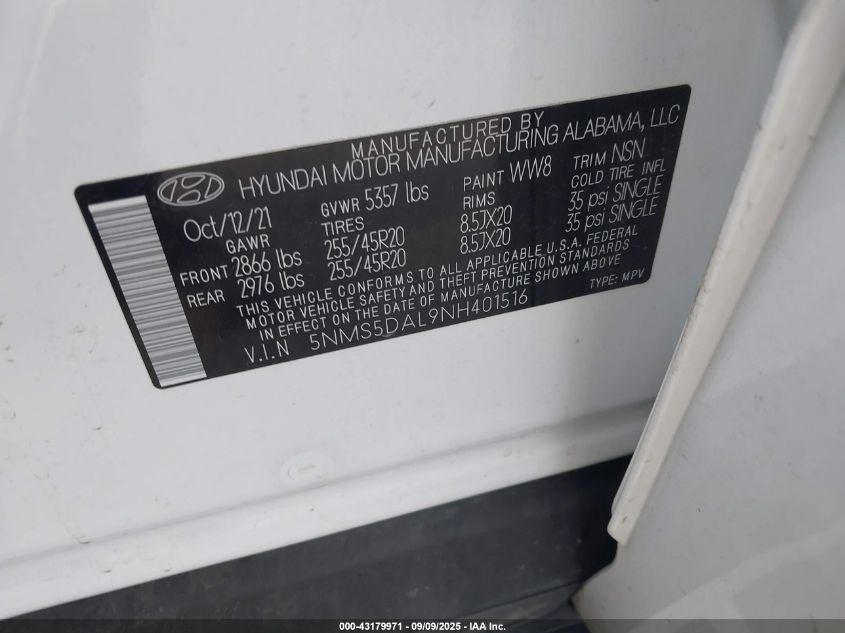 MANUFACTURED BY
HYUNDAI MOTOR MANUFACTURING ALABAMA, LLC
Oct/12/21 GVWR 5357 lbs PAINT WW8 TRIM NSN
GAWR TIRES RIMS COLD TIRE INFL
FRONT 2866 lbs 255/45R20 8.5JX20 35 psi SINGLE
REAR 2976 lbs 255/45R20 8.5JX20 35 psi SINGLE
THIS VEHICLE CONFORMS TO ALL APPLICABLE U.S.A. FEDERAL
MOTOR VEHICLE SAFETY AND THEFT PREVENTION STANDARDS
IN EFFECT ON THE DATE OF MANUFACTURE SHOWN ABOVE
V.I.N 5NMS5DAL9NH401516 TYPE: MPV
000-43179971 - 09/09/2025 - IAA Inc.